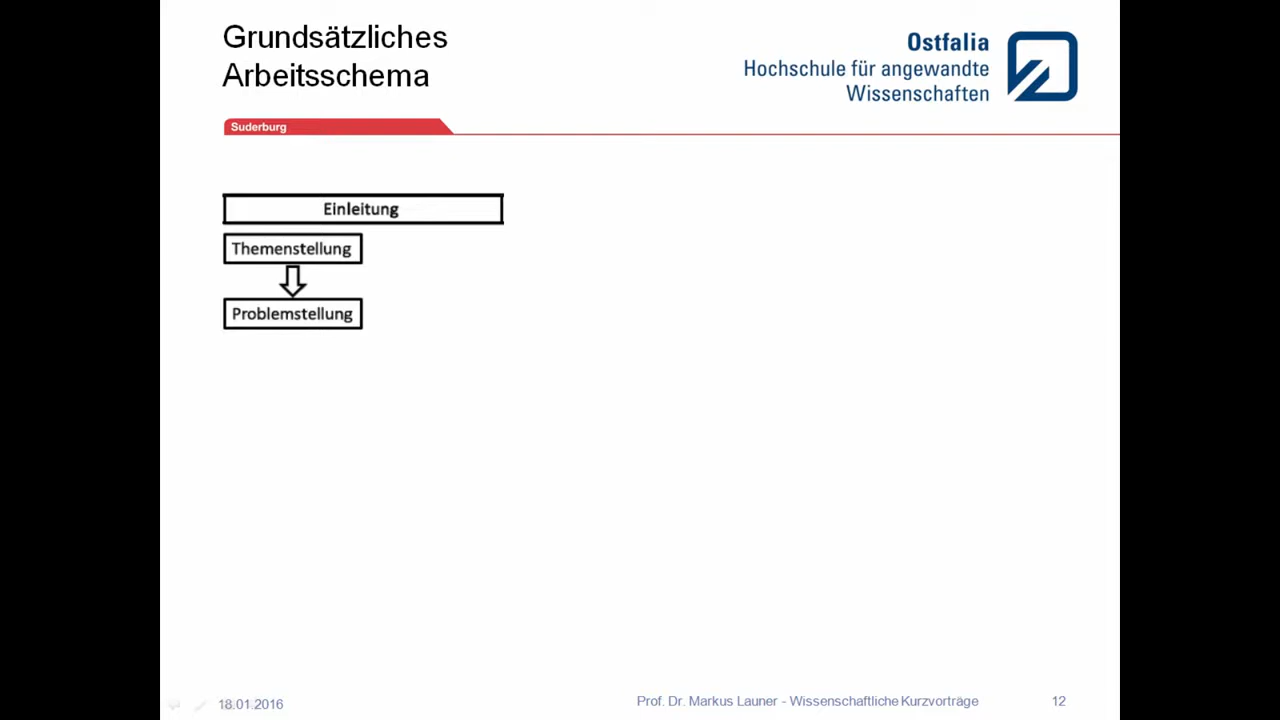 Grundsätzliches
Arbeitsschema
Ostfalia
Hochschule für angewandte
Wissenschaften
Suderburg
Einleitung
Themenstellung
Problemstellung
18.01.2016
Prof. Dr. Markus Launer - Wissenschaftliche Kurzvorträge
12